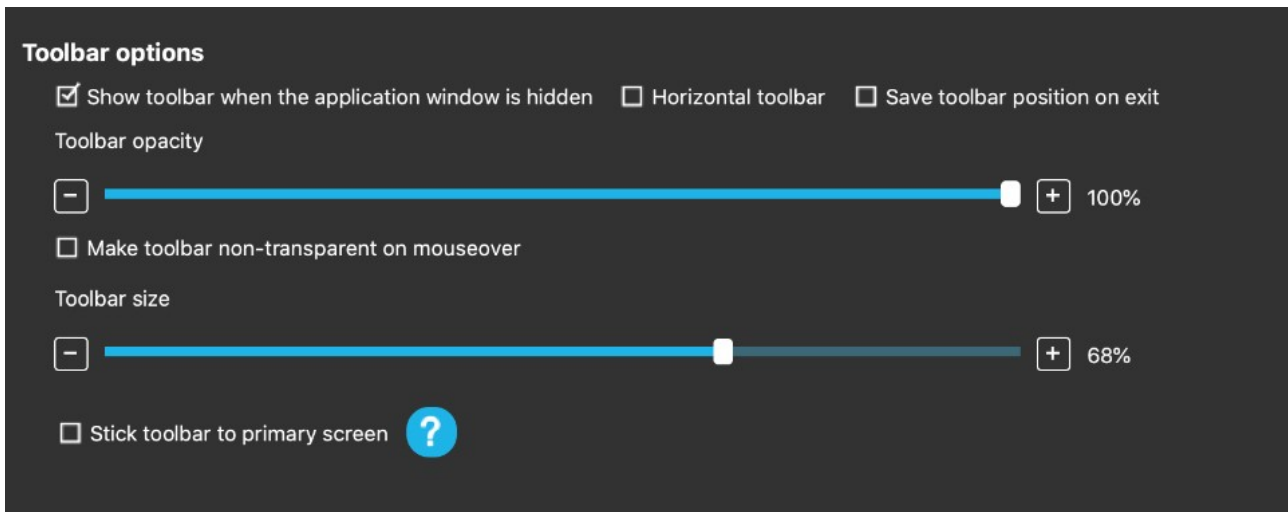 Toolbar options
Show toolbar when the application window is hidden Horizontal toolbar Save toolbar position on exit
Toolbar opacity
- + 100%
Make toolbar non-transparent on mouseover
Toolbar size
- + 68%
Stick toolbar to primary screen ?